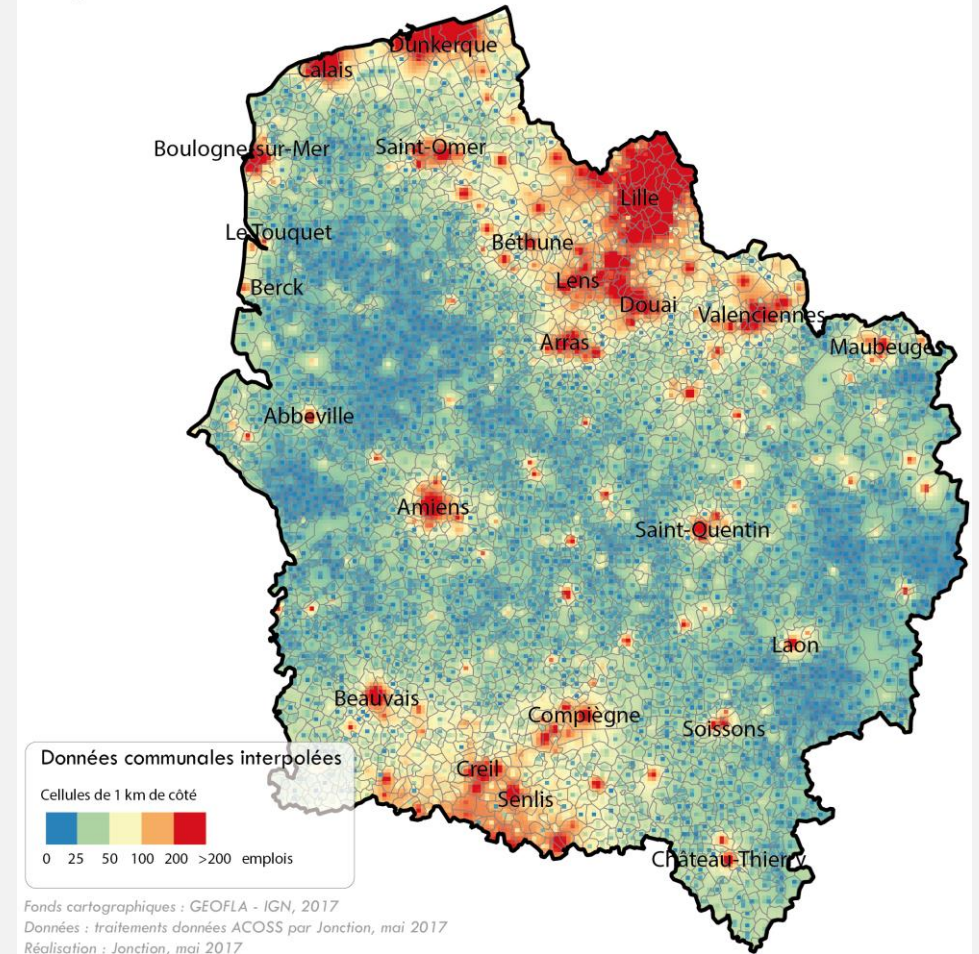 Dunkerque
Calais
Boulogne-sur-Mer
Saint-Omer
Lille
Le Touquet
Béthune
Berck
Lens
Douai
Valenciennes
Arras
Maubeuge
Abbeville
Amiens
Saint-Quentin
Laon
Beauvais
Compiègne
Soissons
Creil
Senlis
Château-Thierry
Données communales interpolées
Cellules de 1 km de côté
0 25 50 100 200 >200 emplois
Fonds cartographiques : GEOFLA - IGN, 2017
Données : traitements données ACOSS par Jonction, mai 2017
Réalisation : Jonction, mai 2017